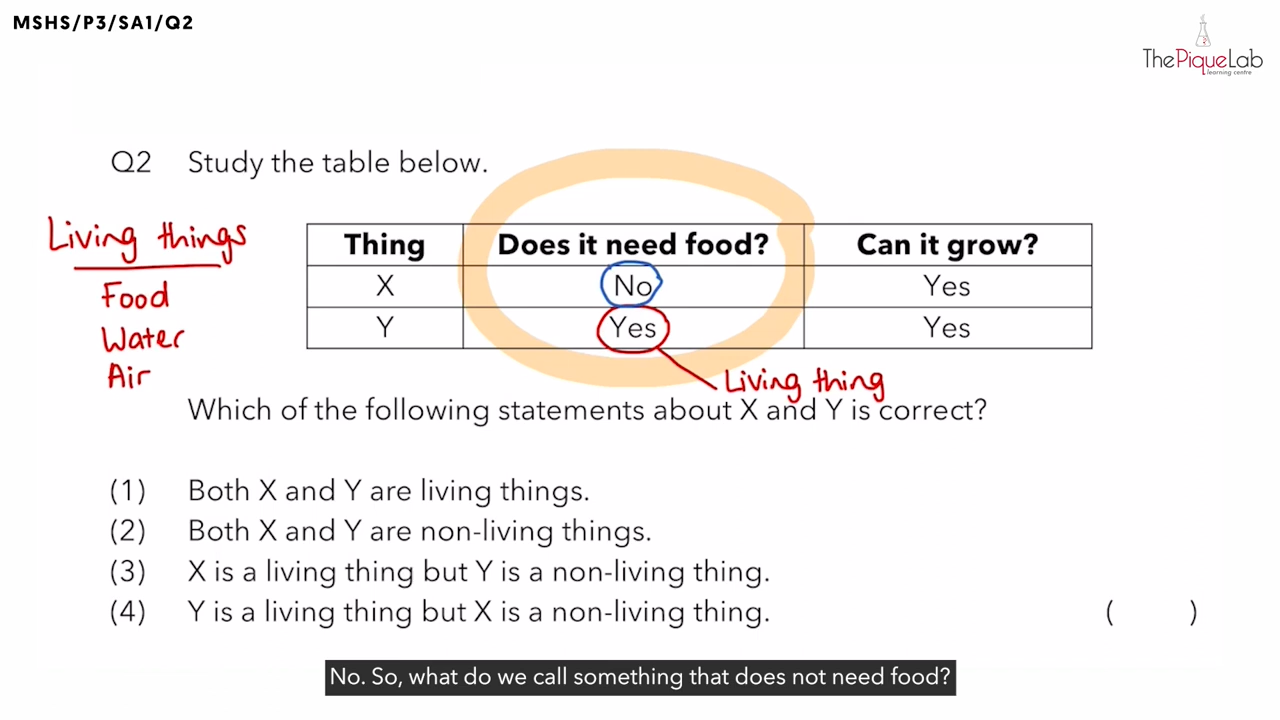 MSHS/P3/SA1/Q2
ThePiqueLab
learning centre
Q2 Study the table below.
Living things
Food
Water
Air
Thing Does it need food? Can it grow?
X No Yes
Y Yes Yes
Living thing
Which of the following statements about X and Y is correct?
(1) Both X and Y are living things.
(2) Both X and Y are non-living things.
(3) X is a living thing but Y is a non-living thing.
(4) Y is a living thing but X is a non-living thing. ( )
No. So, what do we call something that does not need food?